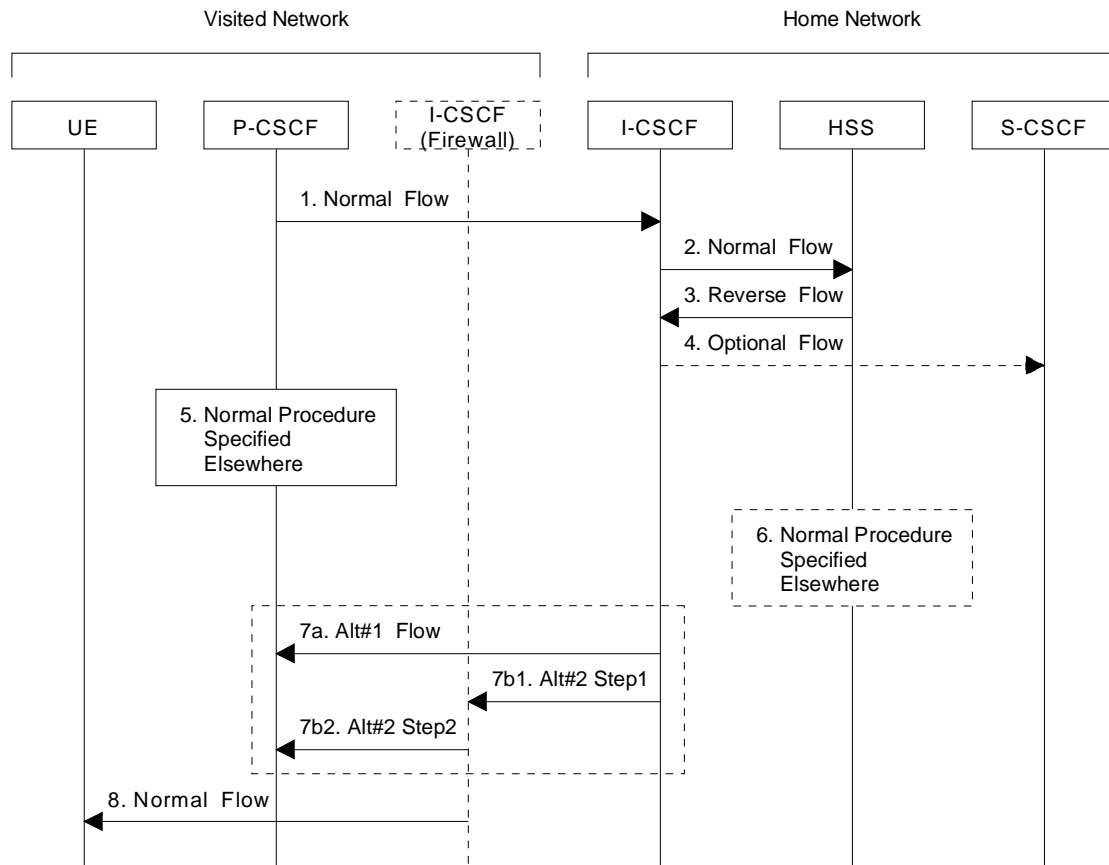 Visited Network
Home Network
UE
P-CSCF
I-CSCF
(Firewall)
I-CSCF
HSS
S-CSCF
1. Normal Flow
2. Normal Flow
3. Reverse Flow
4. Optional Flow
5. Normal Procedure
Specified
Elsewhere
6. Normal Procedure
Specified
Elsewhere
7a. Alt#1 Flow
7b1. Alt#2 Step1
7b2. Alt#2 Step2
8. Normal Flow